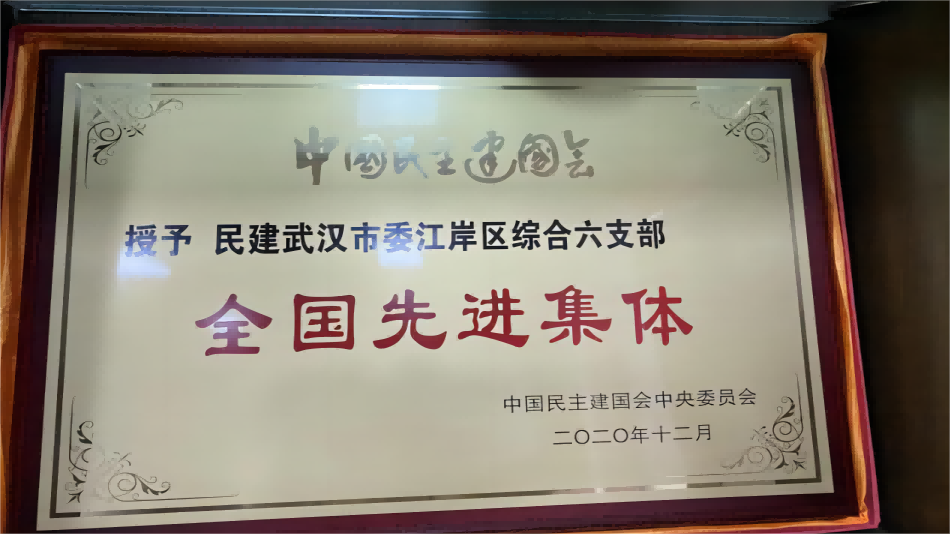 中国民主建国会
授予 民建武汉市委江岸区综合六支部
全国先进集体
中国民主建国会中央委员会
二〇二〇年十二月